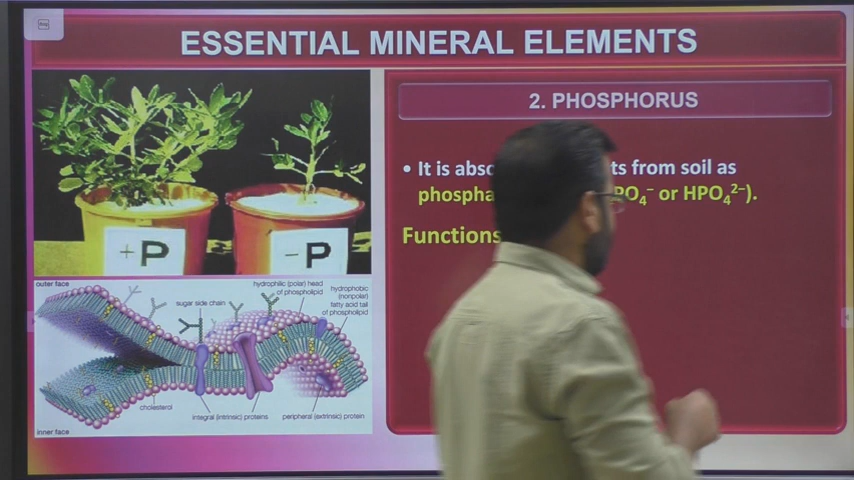 ESSENTIAL MINERAL ELEMENTS
+P
-P
2. PHOSPHORUS
• It is abs ts from soil as
phospha PO₄⁻ or HPO₄²⁻).
Functions
outer face
sugar side chain
hydrophilic (polar) head
of phospholipid
hydrophobic
(nonpolar)
fatty acid tail
of phospholipid
cholesterol
integral (intrinsic) proteins
peripheral (extrinsic) protein
inner face